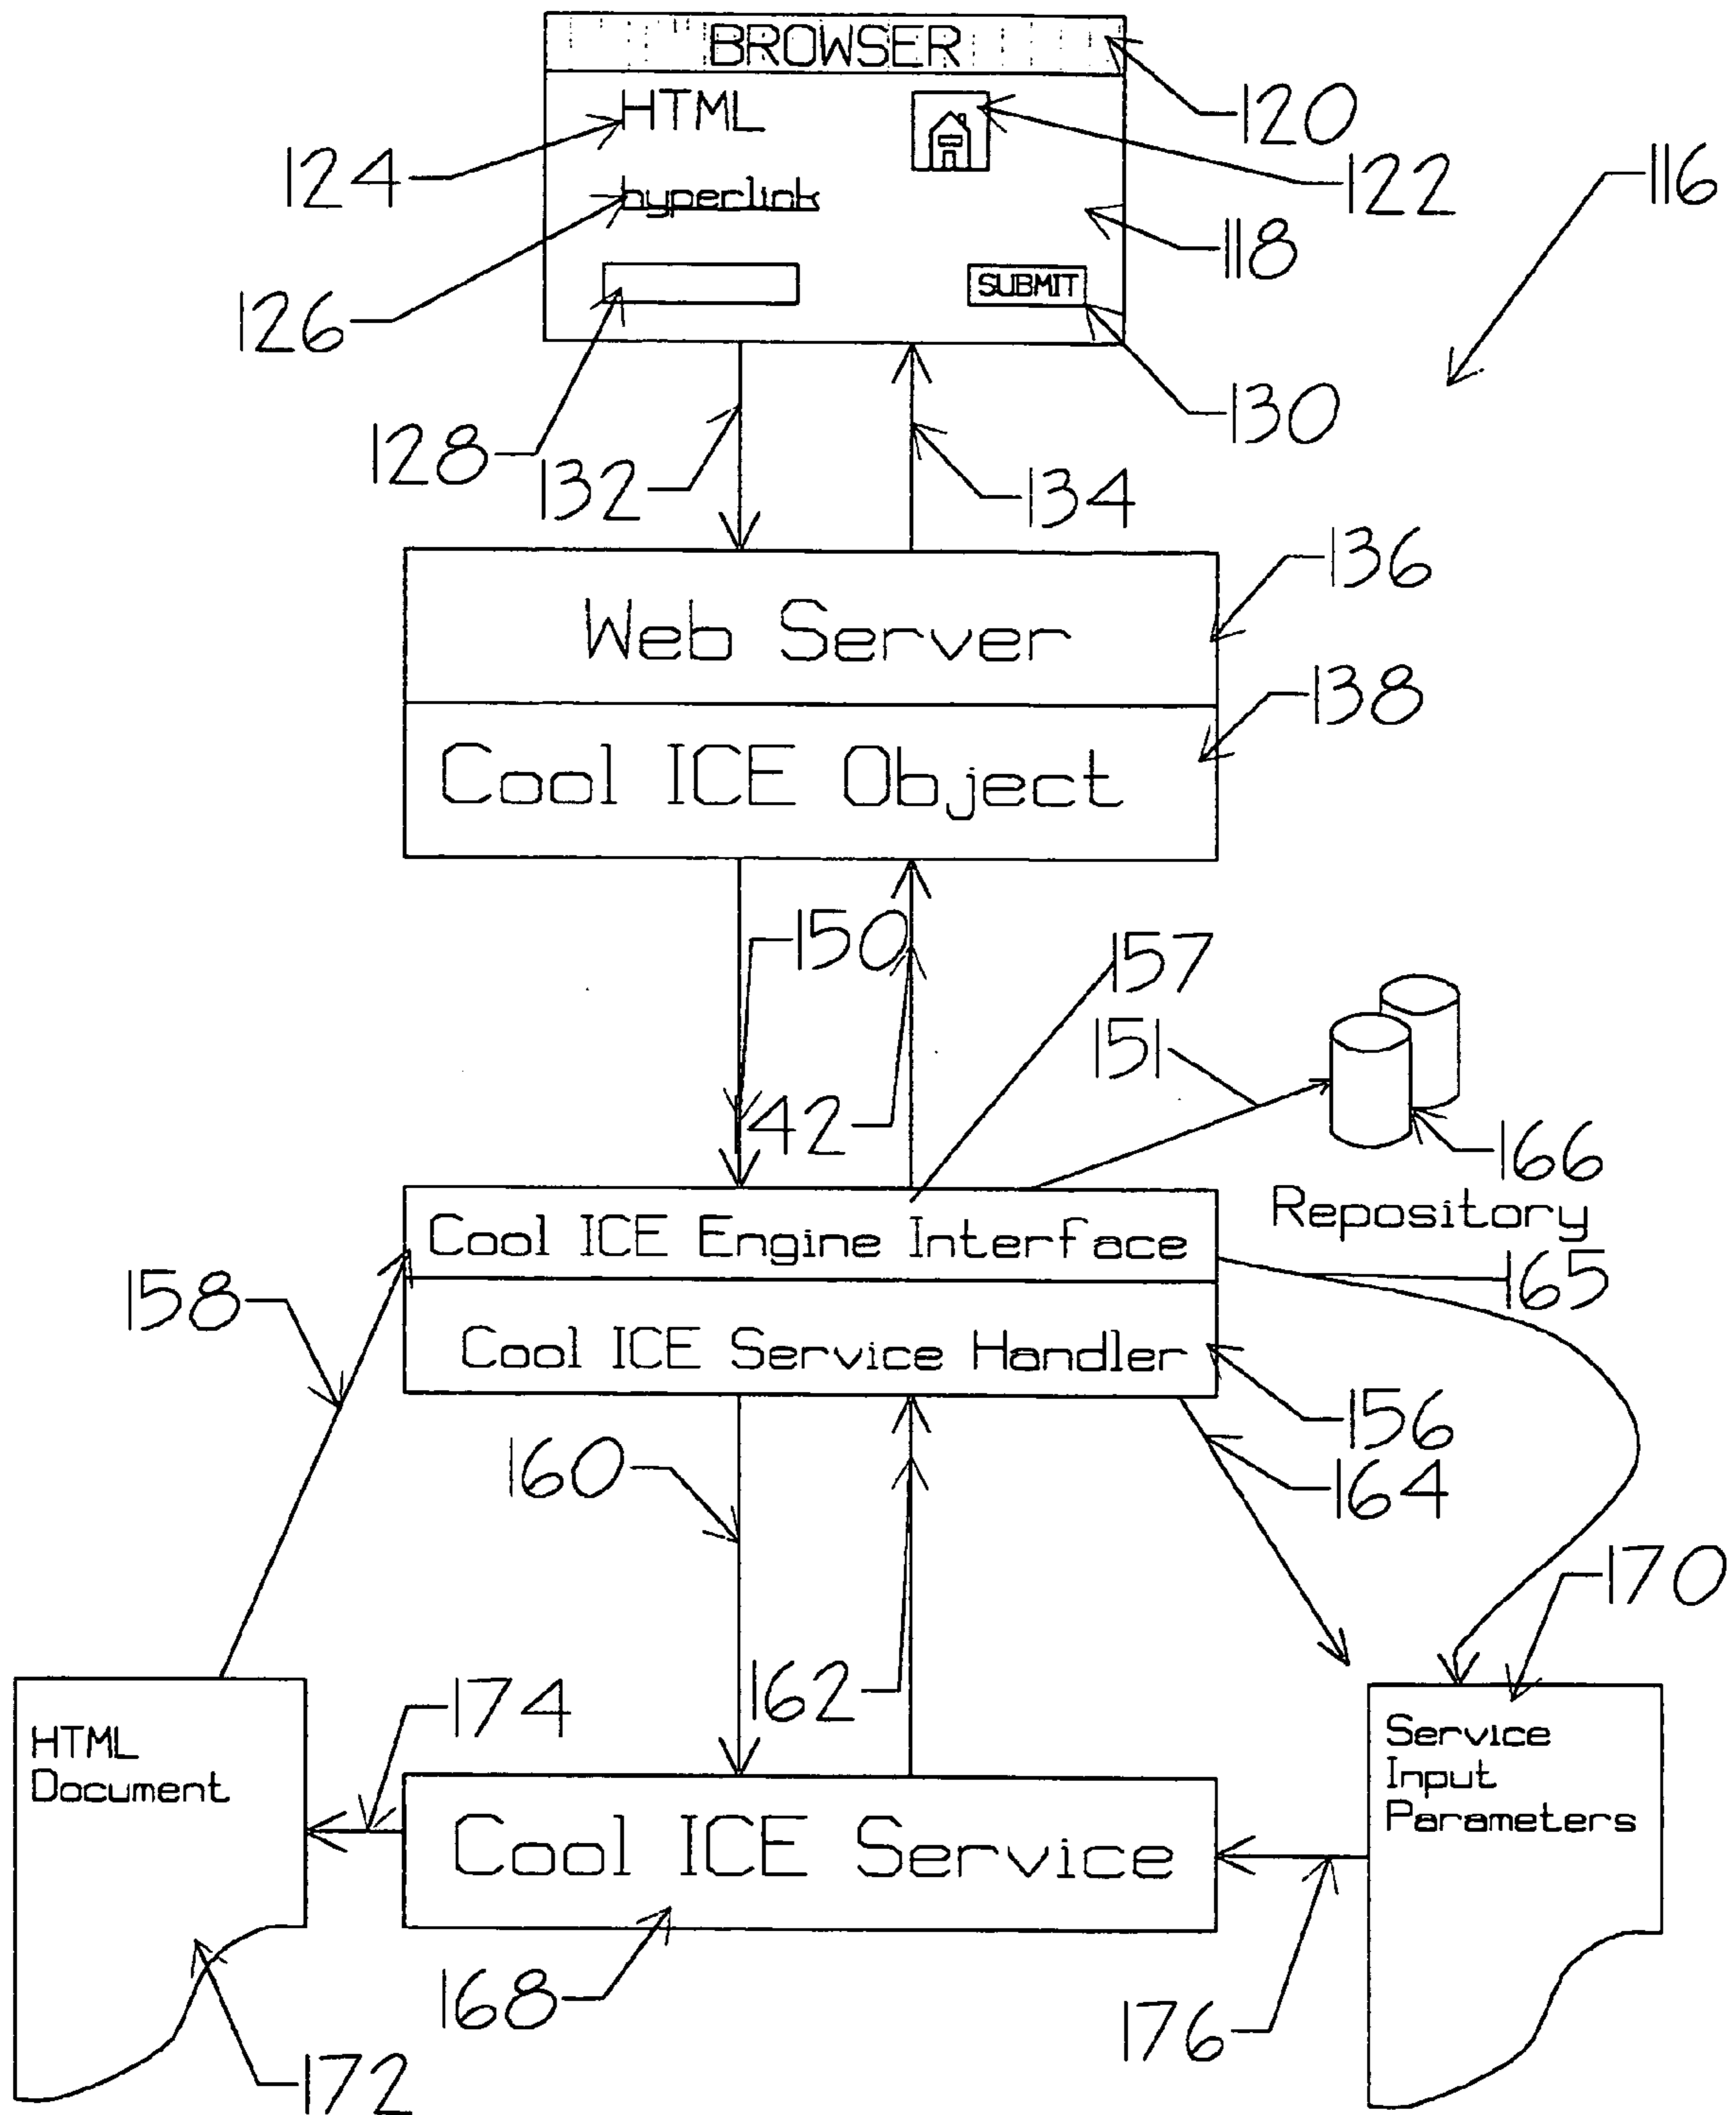 BROWSER
120
HTML
124
122
116
hyperlink
118
126
SUBMIT
130
128
132
134
136
Web Server
138
Cool ICE Object
150
157
151
142
166
Repository
Cool ICE Engine Interface
165
158
Cool ICE Service Handler
156
160
164
170
162
174
HTML
Document
Service
Input
Parameters
Cool ICE Service
168
176
172